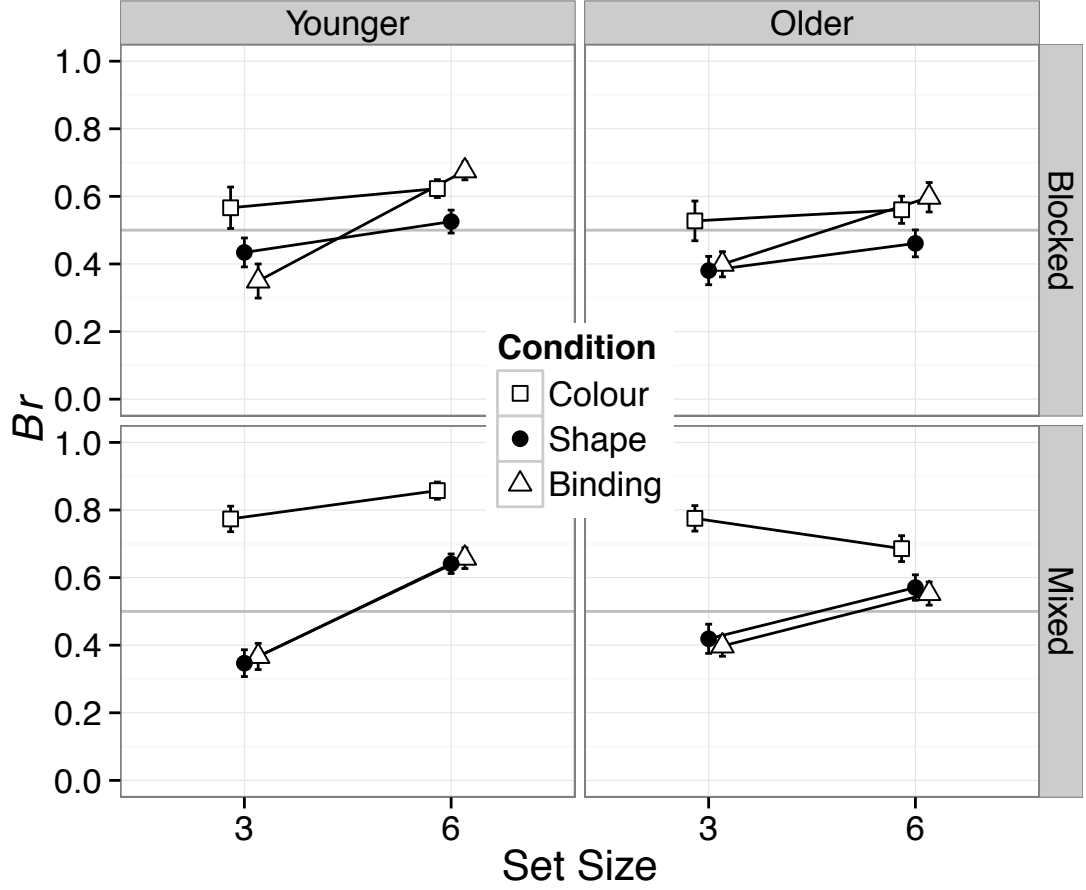 Younger Older
1.0
0.8
0.6
0.4
0.2
0.0
Blocked
Condition
Colour
Shape
Binding
Br
1.0
0.8
0.6
0.4
0.2
0.0
Mixed
3 6 3 6
Set Size